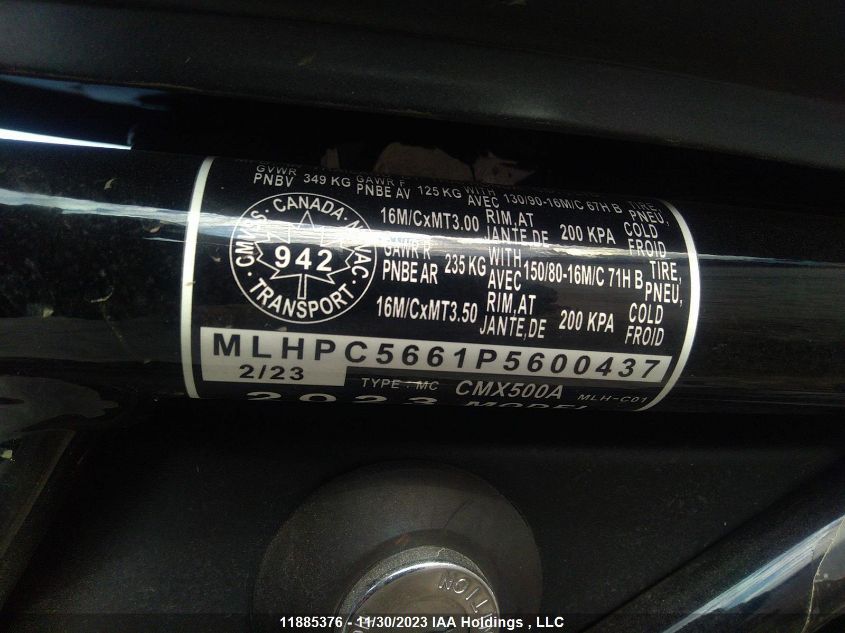 GVWR
PNBV 349 KG GAWR F
PNBE AV 125 KG WITH
AVEC 130/90-16M/C 67H B TIRE,
PNEU,
16M/CxMT3.00 RIM,AT
JANTE,DE 200 KPA COLD
FROID
GAWR R
PNBE AR 235 KG WITH
AVEC 150/80-16M/C 71H B TIRE,
PNEU,
16M/CxMT3.50 RIM,AT
JANTE,DE 200 KPA COLD
FROID
CANADA
TRANSPORT
942
MLHPC5661P5600437
2/23
TYPE : MC CMX500A MLH-C01
2023 MODEL
11885376 - 11/30/2023 IAA Holdings , LLC